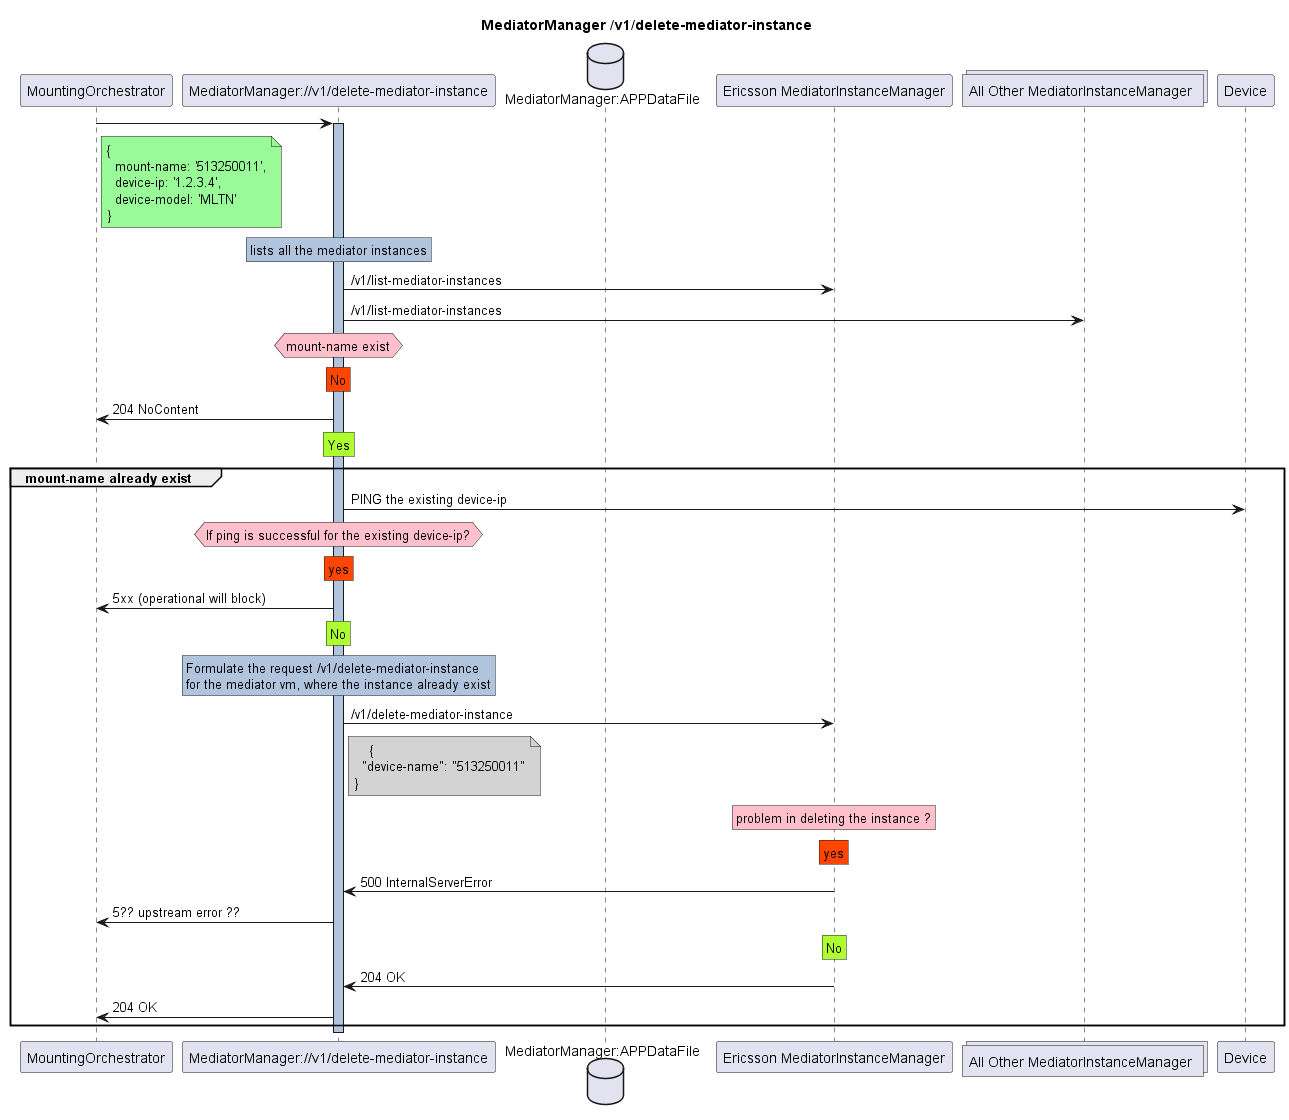 MediatorManager /v1/delete-mediator-instance
MountingOrchestrator
MediatorManager://v1/delete-mediator-instance
MediatorManager:APPDataFile
Ericsson MediatorInstanceManager
All Other MediatorInstanceManager
Device
{
mount-name: '513250011',
device-ip: '1.2.3.4',
device-model: 'MLTN'
}
lists all the mediator instances
/v1/list-mediator-instances
/v1/list-mediator-instances
mount-name exist
No
204 NoContent
Yes
mount-name already exist
PING the existing device-ip
If ping is successful for the existing device-ip?
yes
5xx (operational will block)
No
Formulate the request /v1/delete-mediator-instance
for the mediator vm, where the instance already exist
/v1/delete-mediator-instance
{
"device-name": "513250011"
}
problem in deleting the instance ?
yes
500 InternalServerError
5?? upstream error ??
No
204 OK
204 OK
MountingOrchestrator
MediatorManager://v1/delete-mediator-instance
MediatorManager:APPDataFile
Ericsson MediatorInstanceManager
All Other MediatorInstanceManager
Device